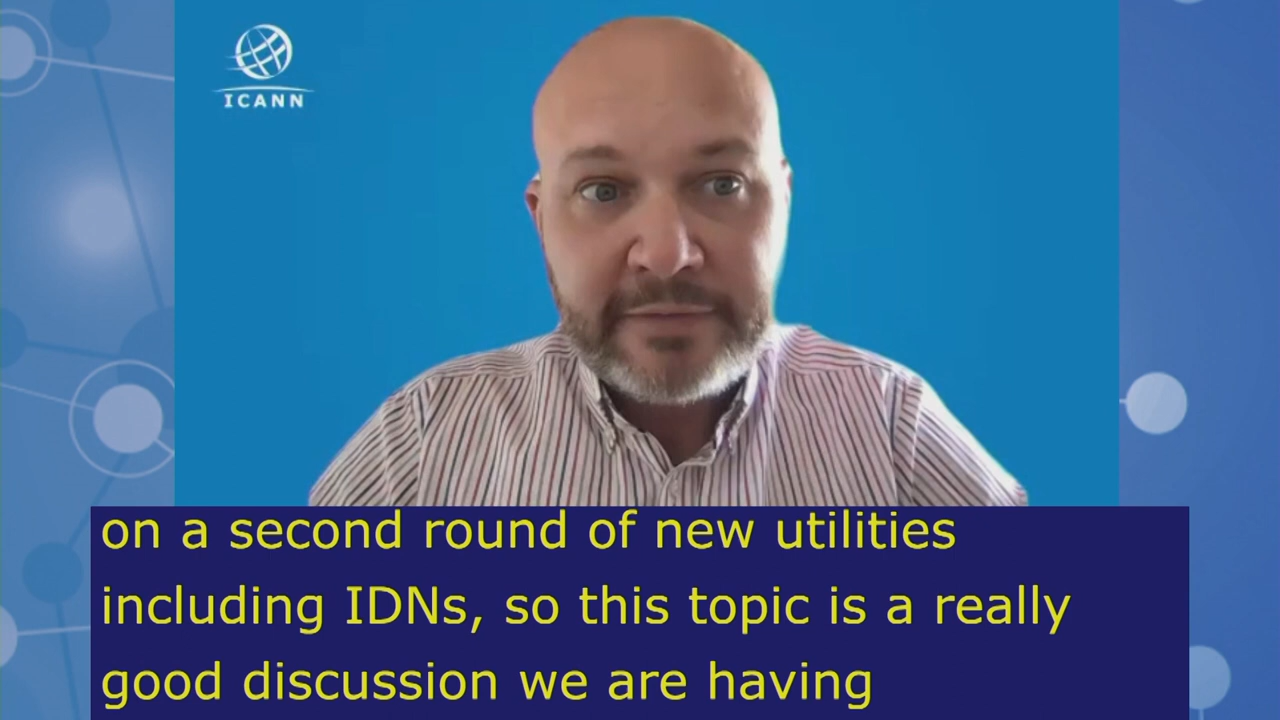 ICANN
on a second round of new utilities
including IDNs, so this topic is a really
good discussion we are having